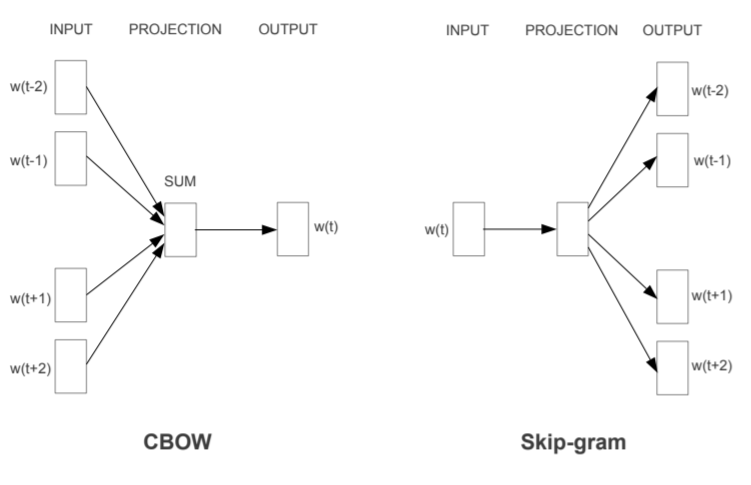 INPUT PROJECTION OUTPUT
w(t-2)
w(t-1)
SUM
w(t)
w(t+1)
w(t+2)
CBOW
INPUT PROJECTION OUTPUT
w(t-2)
w(t-1)
w(t)
w(t+1)
w(t+2)
Skip-gram